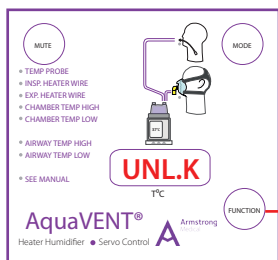 MUTE
MODE
TEMP PROBE
INSP. HEATER WIRE
EXP. HEATER WIRE
CHAMBER TEMP HIGH
CHAMBER TEMP LOW
AIRWAY TEMP HIGH
AIRWAY TEMP LOW
SEE MANUAL
UNL.K
T°C
FUNCTION
AquaVENT®
Heater Humidifier ● Servo Control
Armstrong